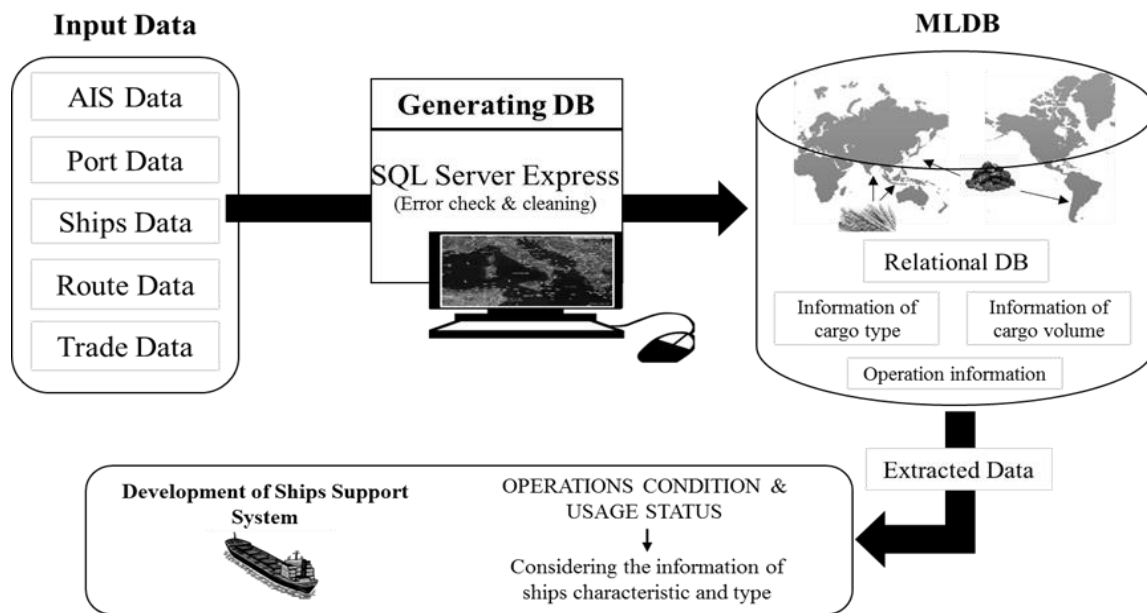 Input Data
AIS Data
Port Data
Ships Data
Route Data
Trade Data
Generating DB
SQL Server Express
(Error check & cleaning)
MLDB
Relational DB
Information of
cargo type
Information of
cargo volume
Operation information
Extracted Data
Development of Ships Support
System
OPERATIONS CONDITION &
USAGE STATUS
Considering the information of
ships characteristic and type